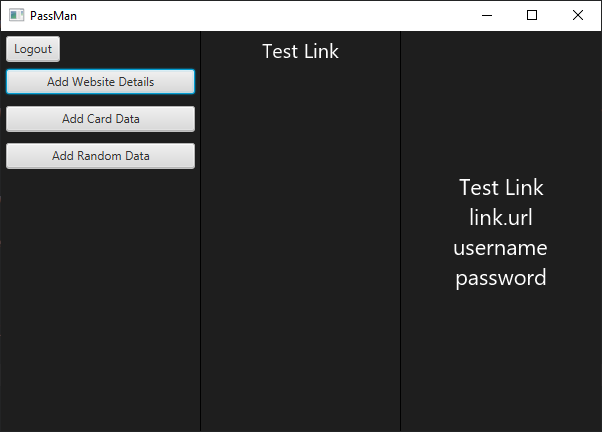 PassMan
Logout
Add Website Details
Add Card Data
Add Random Data
Test Link
Test Link
link.url
username
password